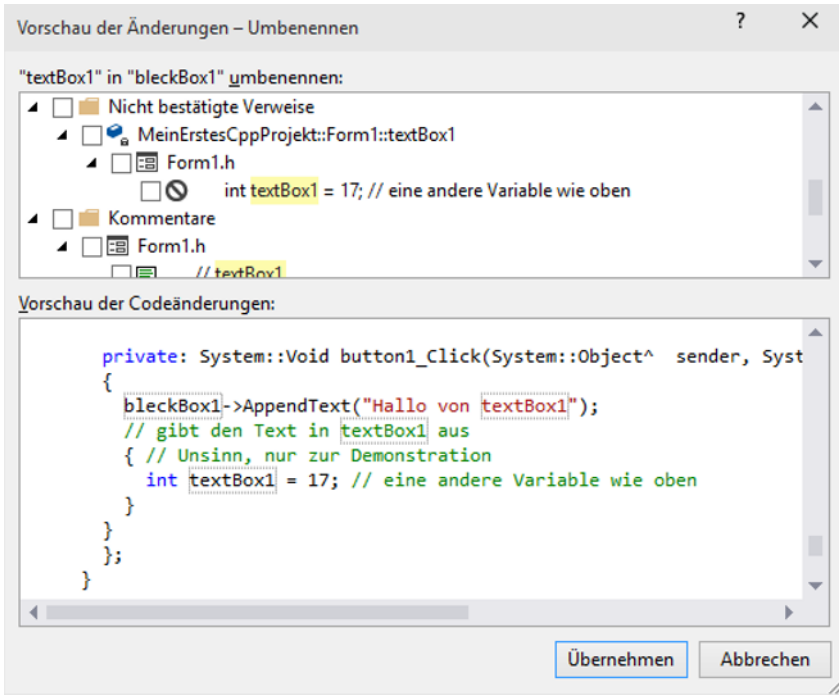 Vorschau der Änderungen – Umbenennen
? ×
"textBox1" in "bleckBox1" umbenennen:
Nicht bestätigte Verweise
MeinErstesCppProjekt::Form1::textBox1
Form1.h
int textBox1 = 17; // eine andere Variable wie oben
Kommentare
Form1.h
// textBox1
Vorschau der Codeänderungen:
private: System::Void button1_Click(System::Object^ sender, Syst
{
bleckBox1->AppendText("Hallo von textBox1");
// gibt den Text in textBox1 aus
{ // Unsinn, nur zur Demonstration
int textBox1 = 17; // eine andere Variable wie oben
}
}
};
}
Übernehmen Abbrechen